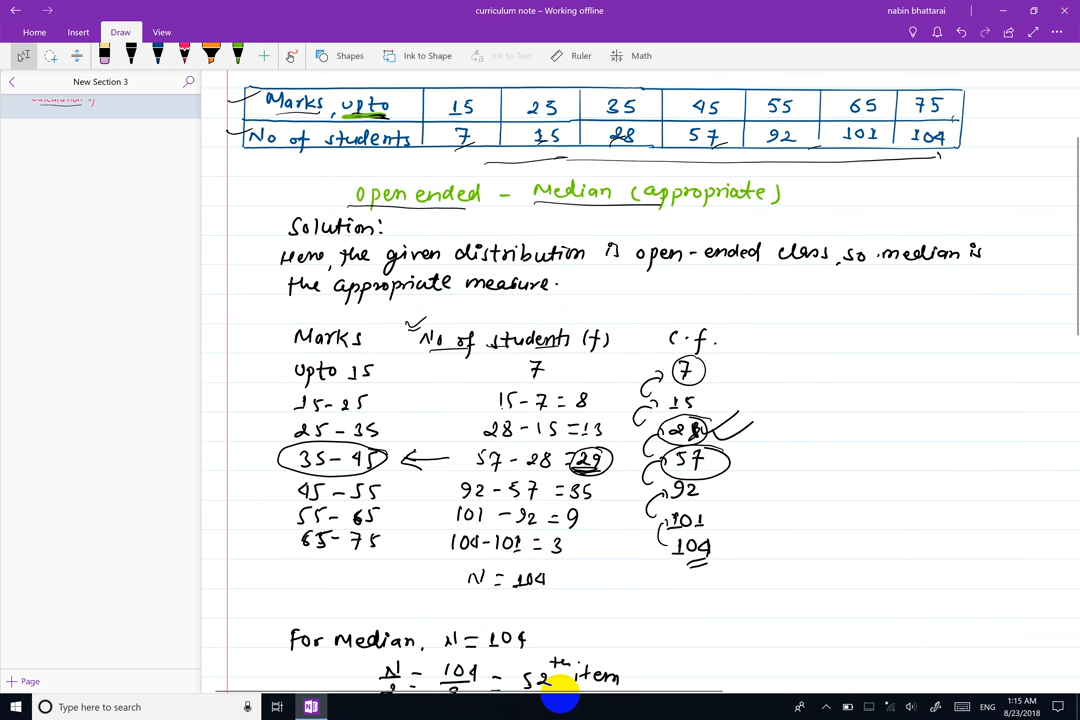 curriculum note – Working offline
nabin bhattarai
Home Insert Draw View
Shapes Ink to Shape Ink to Text Ruler Math
New Section 3
Marks, upto 15 25 35 45 55 65 75
No of students 7 15 28 57 92 101 104
Open ended - Median (appropriate)
Solution:
Here, the given distribution is open-ended class, so median is
the appropriate measure.
Marks No of students (f) c.f.
upto 15 7 7
15-25 15-7 = 8 15
25-35 28-15 = 13 28
35-45 57-28 = 29 57
45-55 92-57 = 35 92
55-65 101-92 = 9 101
65-75 104-101 = 3 104
N = 104
For Median, N = 104
N/2 = 104/2 = 52th item
+ Page
Type here to search
ENG
1:15 AM
8/23/2018